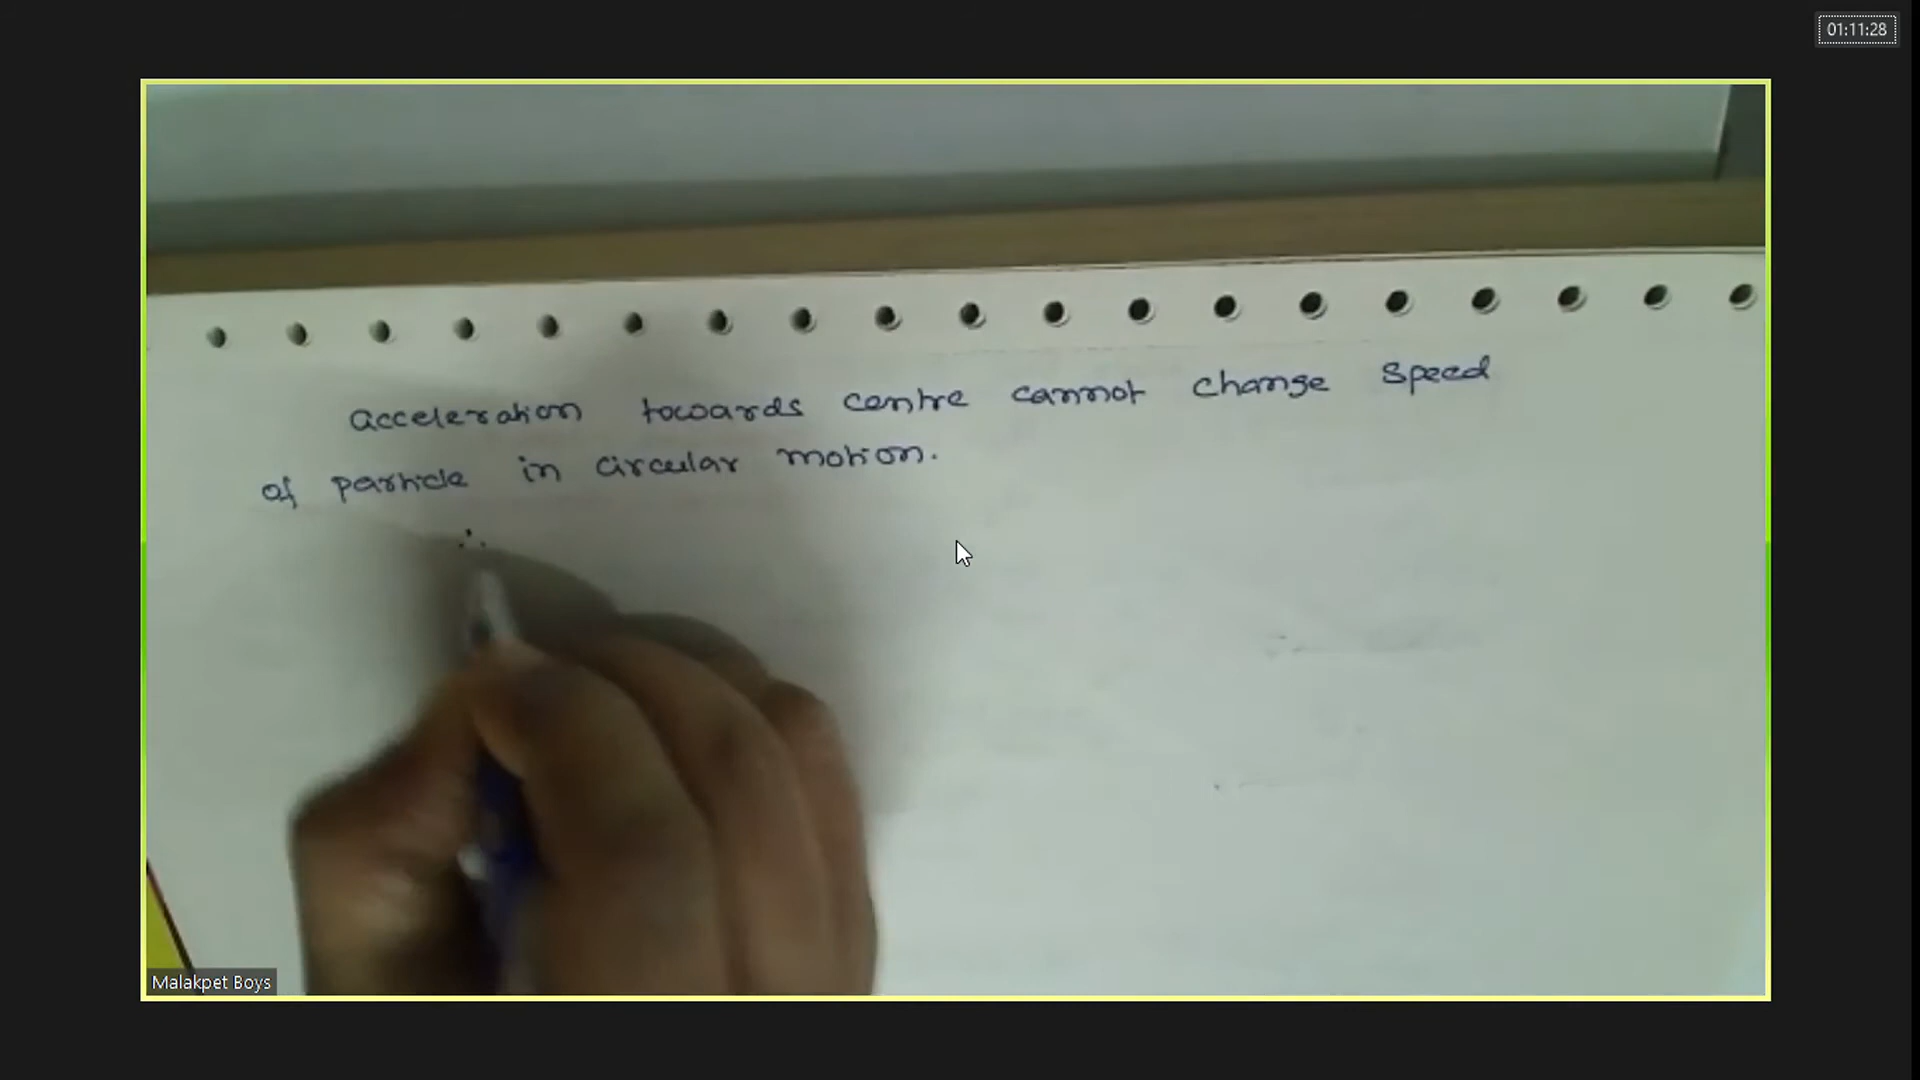 01:11:28
Acceleration towards centre cannot change speed
of particle in circular motion.
∴
Malakpet Boys